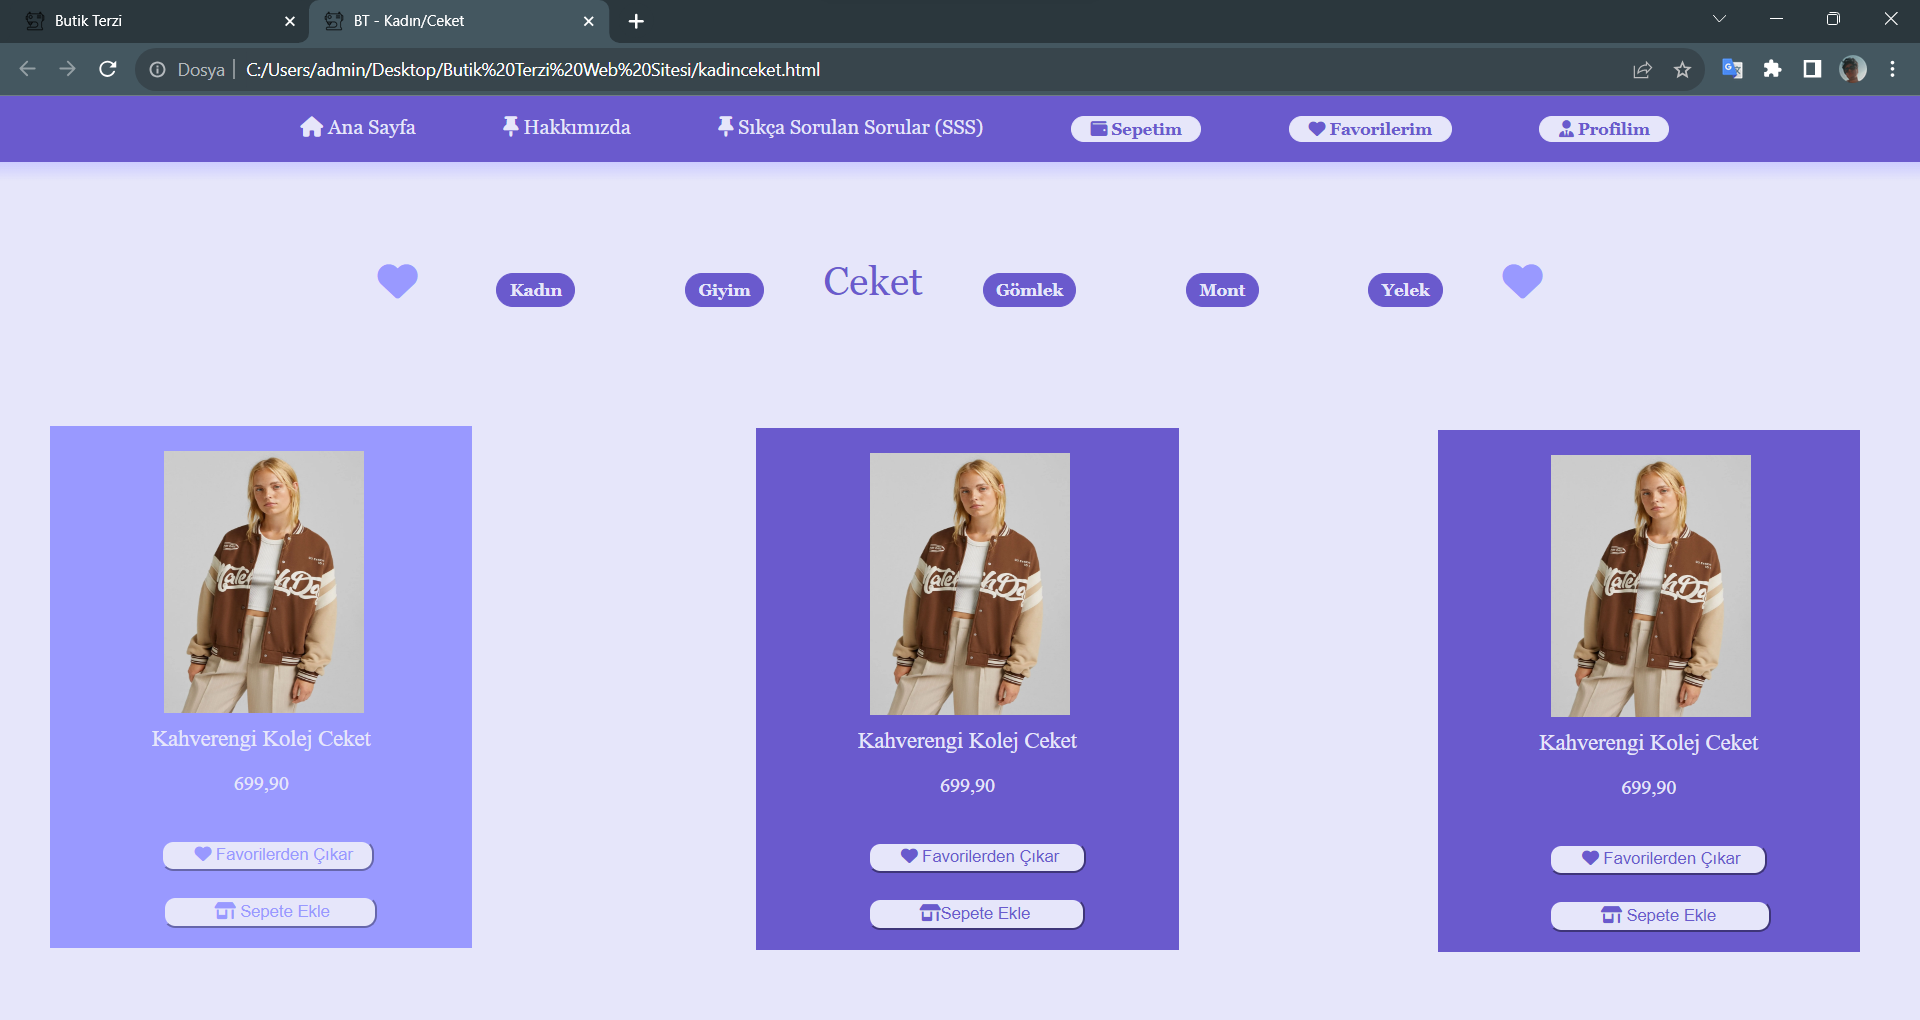 Butik Terzi
BT - Kadın/Ceket
Dosya | C:/Users/admin/Desktop/Butik%20Terzi%20Web%20Sitesi/kadinceket.html
Ana Sayfa
Hakkımızda
Sıkça Sorulan Sorular (SSS)
Sepetim
Favorilerim
Profilim
Kadın
Giyim
Ceket
Gömlek
Mont
Yelek
Kahverengi Kolej Ceket
699,90
Favorilerden Çıkar
Sepete Ekle
Kahverengi Kolej Ceket
699,90
Favorilerden Çıkar
Sepete Ekle
Kahverengi Kolej Ceket
699,90
Favorilerden Çıkar
Sepete Ekle